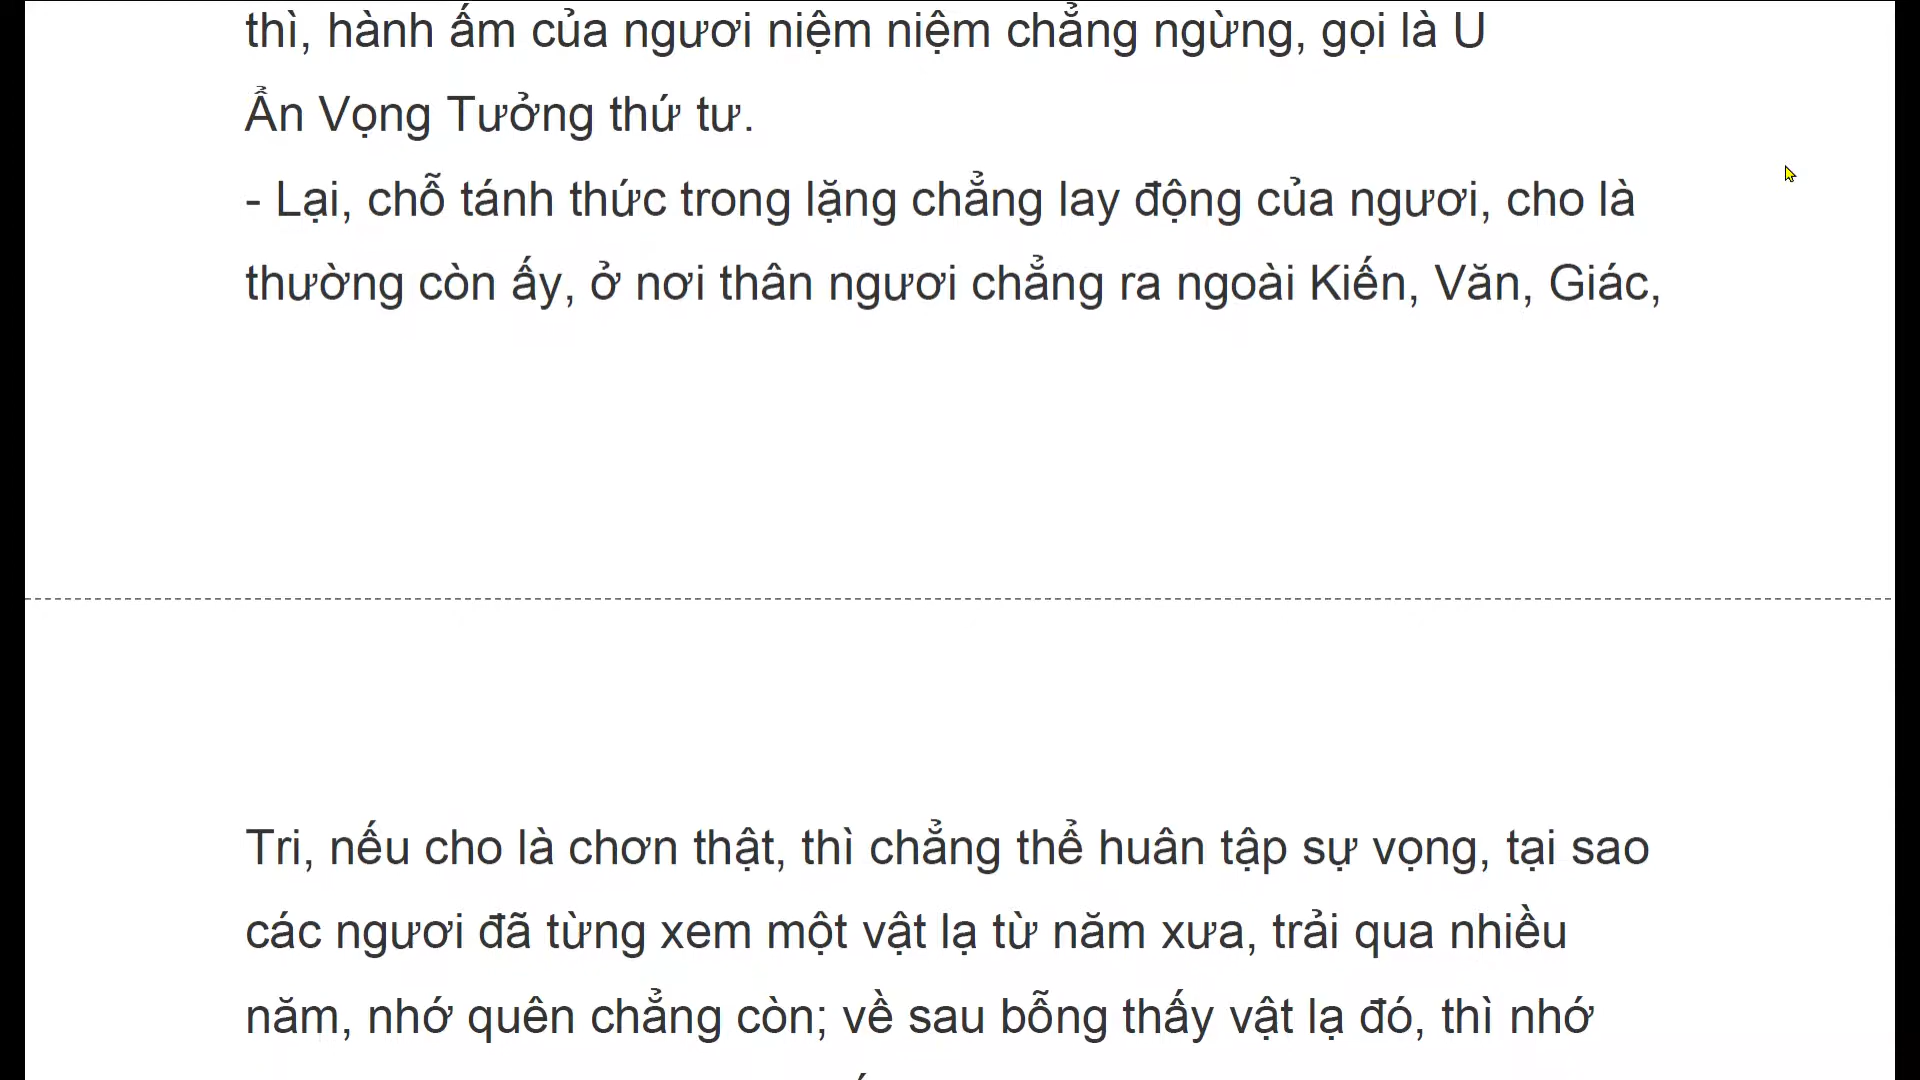 thì, hành ấm của ngươi niệm niệm chẳng ngừng, gọi là U
Ẩn Vọng Tưởng thứ tư.
- Lại, chỗ tánh thức trong lặng chẳng lay động của ngươi, cho là
thường còn ấy, ở nơi thân ngươi chẳng ra ngoài Kiến, Văn, Giác,
Tri, nếu cho là chơn thật, thì chẳng thể huân tập sự vọng, tại sao
các ngươi đã từng xem một vật lạ từ năm xưa, trải qua nhiều
năm, nhớ quên chẳng còn; về sau bỗng thấy vật lạ đó, thì nhớ